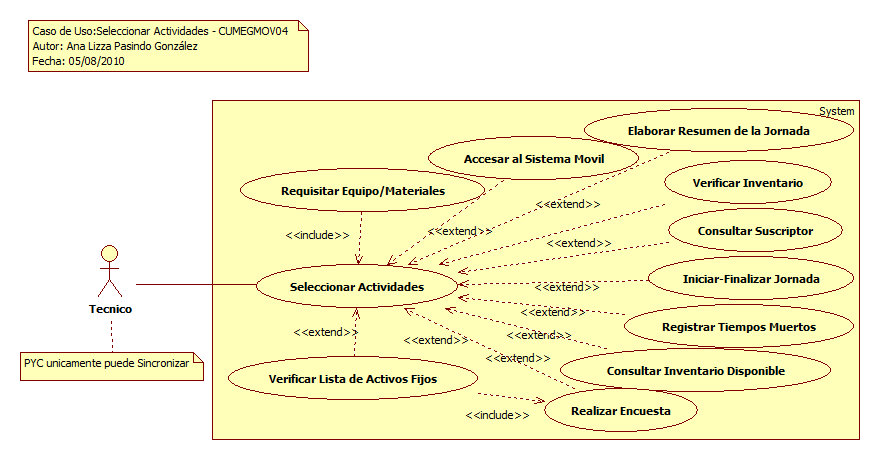 Caso de Uso:Seleccionar Actividades - CUMEGMOV04
Autor: Ana Lizza Pasindo González
Fecha: 05/08/2010
System
Elaborar Resumen de la Jornada
Accesar al Sistema Movil
Verificar Inventario
Requisitar Equipo/Materiales
<<extend>>
<<extend>>
Consultar Suscriptor
<<include>>
<<extend>>
Iniciar-Finalizar Jornada
Seleccionar Actividades
<<extend>>
Tecnico
<<extend>>
Registrar Tiempos Muertos
<<extend>>
<<extend>>
<<extend>>
PYC unicamente puede Sincronizar
<<extend>>
Consultar Inventario Disponible
Verificar Lista de Activos Fijos
<<include>>
Realizar Encuesta